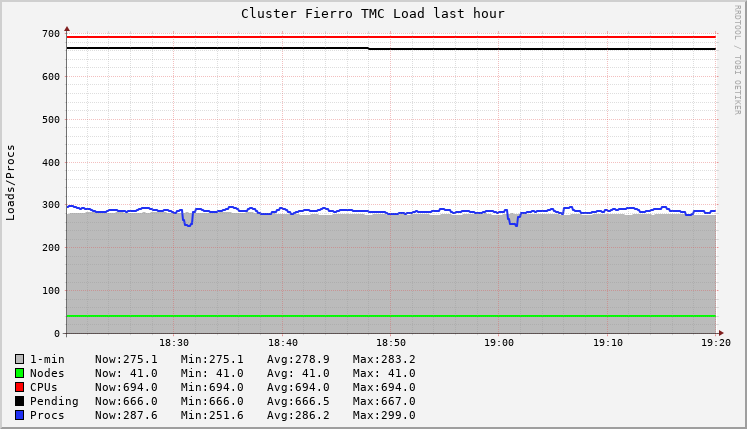 Cluster Fierro TMC Load last hour
RRDTOOL / TOBI OETIKER
Loads/Procs
700
600
500
400
300
200
100
0
18:30 18:40 18:50 19:00 19:10 19:20
1-min Now:275.1 Min:275.1 Avg:278.9 Max:283.2
Nodes Now: 41.0 Min: 41.0 Avg: 41.0 Max: 41.0
CPUs Now:694.0 Min:694.0 Avg:694.0 Max:694.0
Pending Now:666.0 Min:666.0 Avg:666.5 Max:667.0
Procs Now:287.6 Min:251.6 Avg:286.2 Max:299.0